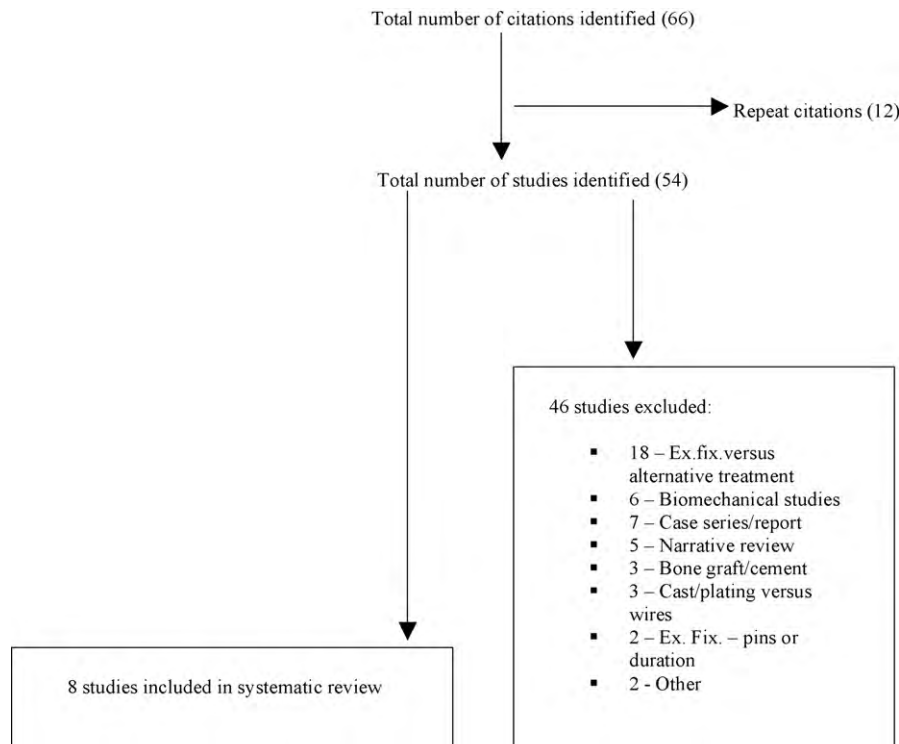 Total number of citations identified (66)
Repeat citations (12)
Total number of studies identified (54)
46 studies excluded:
▪ 18 – Ex.fix.versus
alternative treatment
▪ 6 – Biomechanical studies
▪ 7 – Case series/report
▪ 5 – Narrative review
▪ 3 – Bone graft/cement
▪ 3 – Cast/plating versus
wires
▪ 2 – Ex. Fix. – pins or
duration
▪ 2 - Other
8 studies included in systematic review